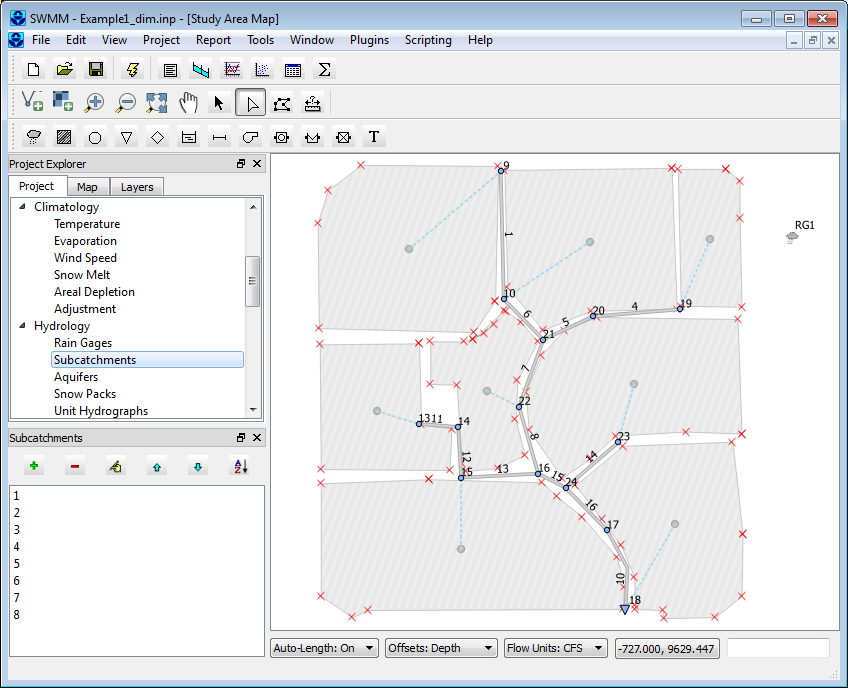 SWMM - Example1_dim.inp - [Study Area Map]
File Edit View Project Report Tools Window Plugins Scripting Help
T
Project Explorer
Project Map Layers
Climatology
Temperature
Evaporation
Wind Speed
Snow Melt
Areal Depletion
Adjustment
Hydrology
Rain Gages
Subcatchments
Aquifers
Snow Packs
Unit Hydrographs
Subcatchments
1
2
3
4
5
6
7
8
9
RG1
1
10
6
21
5
20
4
19
7
22
8
13
11
14
12
15
13
16
15
24
14
23
16
17
10
18
Auto-Length: On Offsets: Depth Flow Units: CFS -727.000, 9629.447